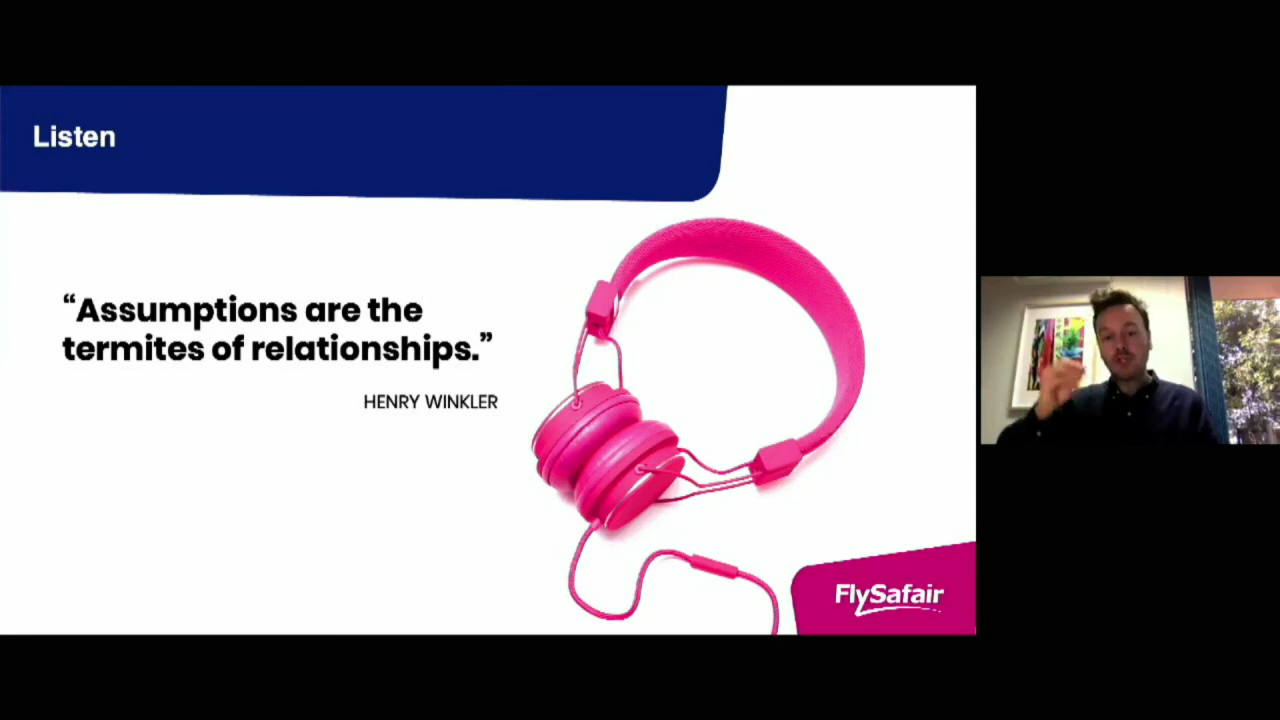 Listen
“Assumptions are the
termites of relationships.”
HENRY WINKLER
FlySafair